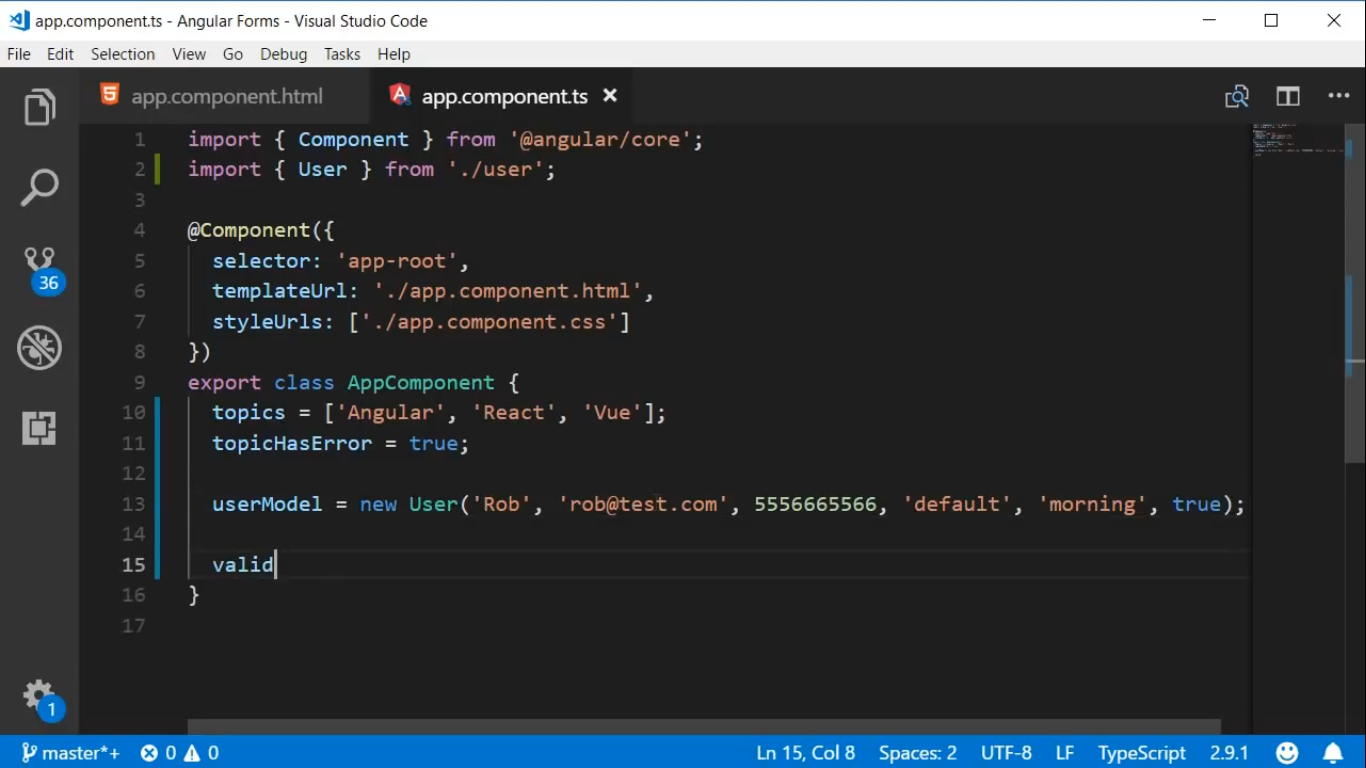 app.component.ts - Angular Forms - Visual Studio Code
File Edit Selection View Go Debug Tasks Help
app.component.html app.component.ts
1 import { Component } from '@angular/core';
2 import { User } from './user';
3
4 @Component({
5 selector: 'app-root',
6 templateUrl: './app.component.html',
7 styleUrls: ['./app.component.css']
8 })
9 export class AppComponent {
10 topics = ['Angular', 'React', 'Vue'];
11 topicHasError = true;
12
13 userModel = new User('Rob', 'rob@test.com', 5556665566, 'default', 'morning', true);
14
15 valid
16 }
17
36
1
master*+ 0 0 Ln 15, Col 8 Spaces: 2 UTF-8 LF TypeScript 2.9.1